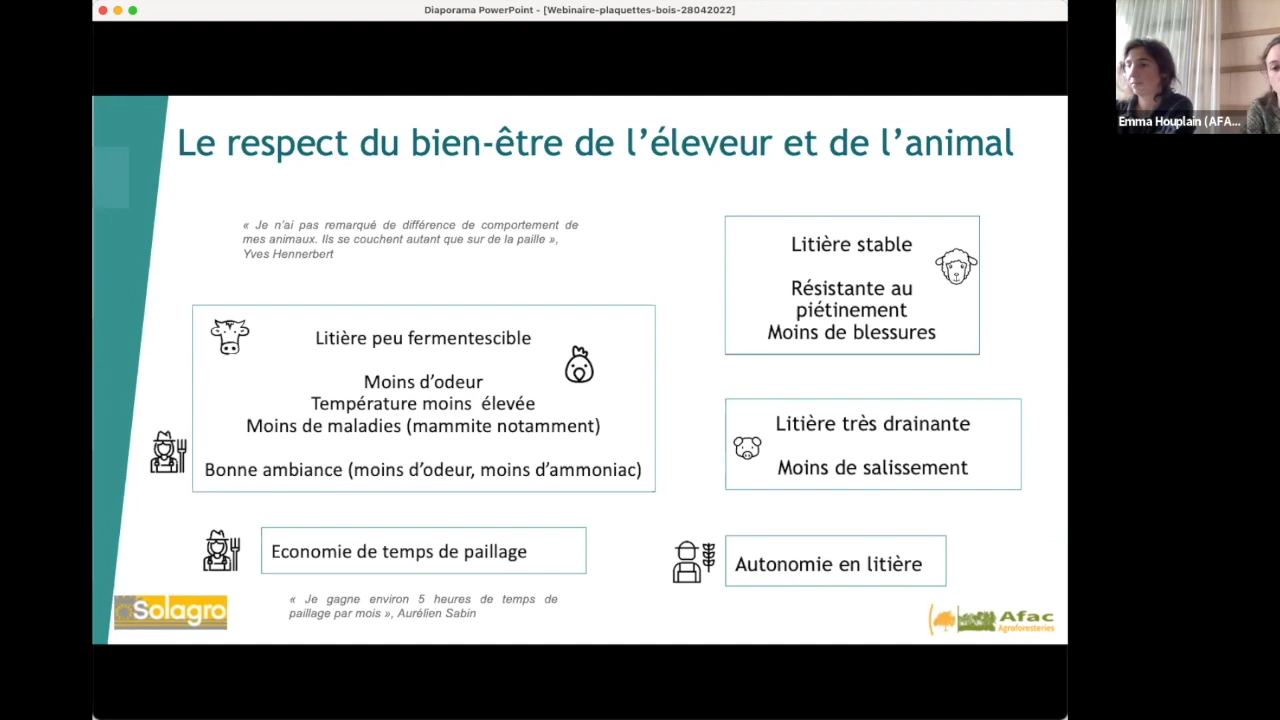 Diaporama PowerPoint - [Webinaire-plaquettes-bois-28042022]
Emma Houplain (AFA...
Le respect du bien-être de l'éleveur et de l'animal
« Je n'ai pas remarqué de différence de comportement de
mes animaux. Ils se couchent autant que sur de la paille »,
Yves Hennerbert
Litière peu fermentescible
Moins d'odeur
Température moins élevée
Moins de maladies (mammite notamment)
Bonne ambiance (moins d'odeur, moins d'ammoniac)
Economie de temps de paillage
« Je gagne environ 5 heures de temps de
paillage par mois », Aurélien Sabin
Litière stable
Résistante au
piétinement
Moins de blessures
Litière très drainante
Moins de salissement
Autonomie en litière
Solagro
Afac
Agroforesteries